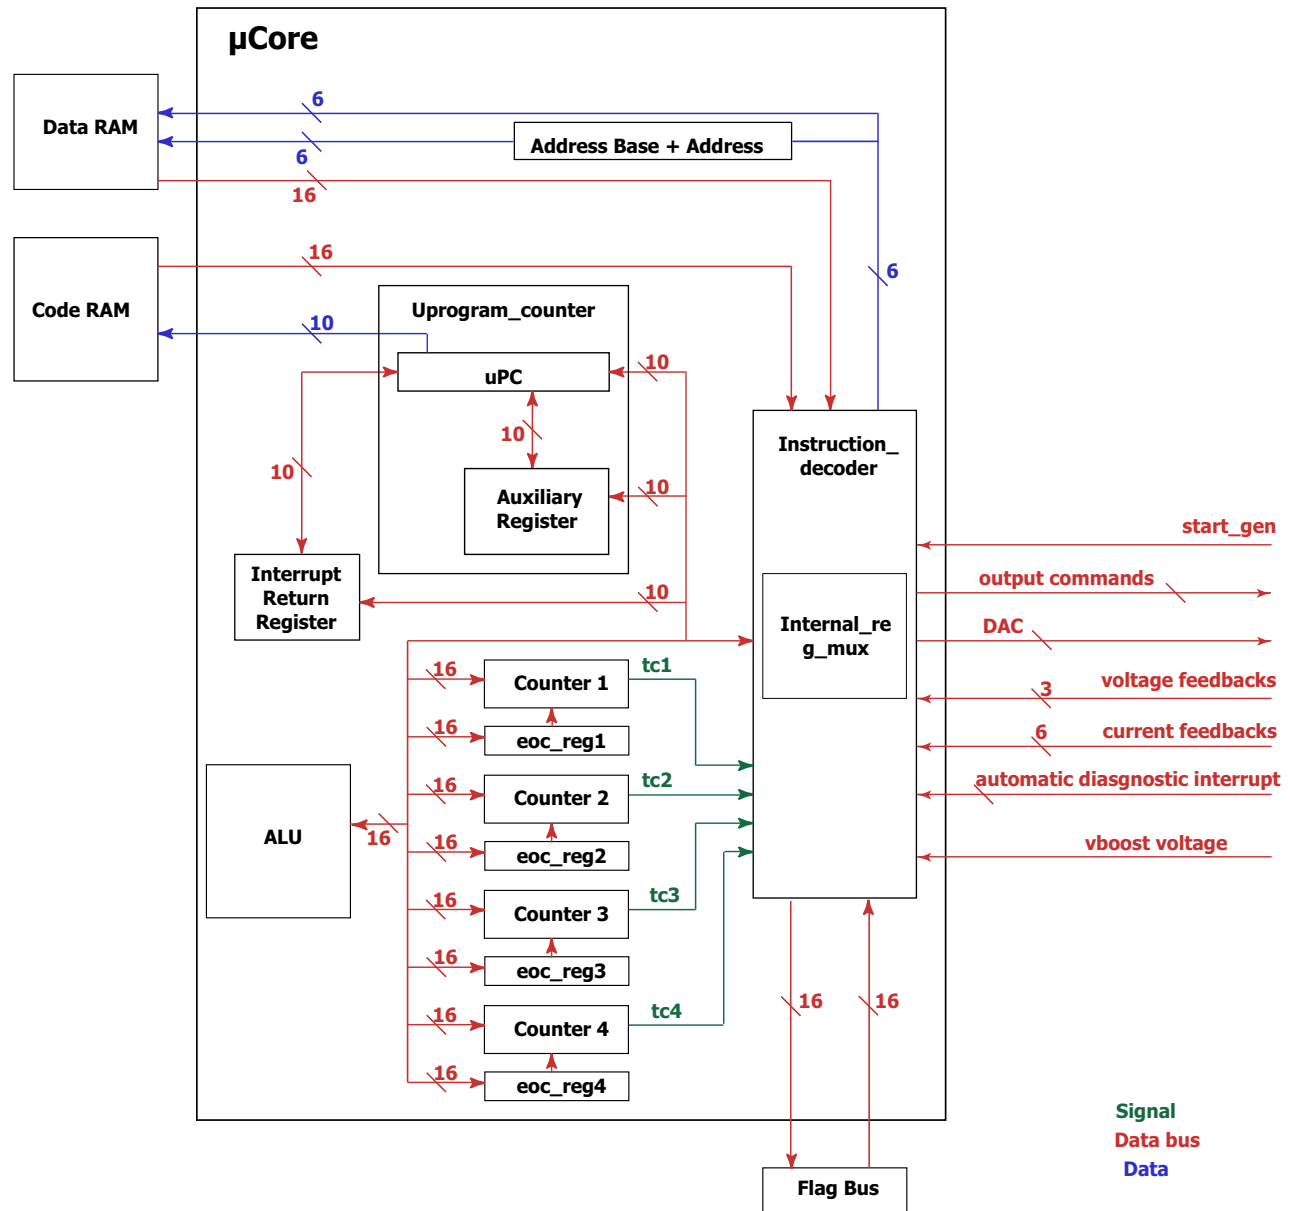 µCore
6
Data RAM
Address Base + Address
6
16
16
6
Code RAM
Uprogram_counter
10
uPC
10
10
10
Instruction_
decoder
Auxiliary
Register
10
start_gen
Interrupt
Return
Register
10
output commands
Internal_re
g_mux
DAC
16
Counter 1
tc1
voltage feedbacks
3
16
eoc_reg1
current feedbacks
6
16
Counter 2
tc2
automatic diasgnostic interrupt
ALU
16
16
eoc_reg2
vboost voltage
16
Counter 3
tc3
16
eoc_reg3
16
Counter 4
tc4
16
16
16
eoc_reg4
Signal
Data bus
Data
Flag Bus